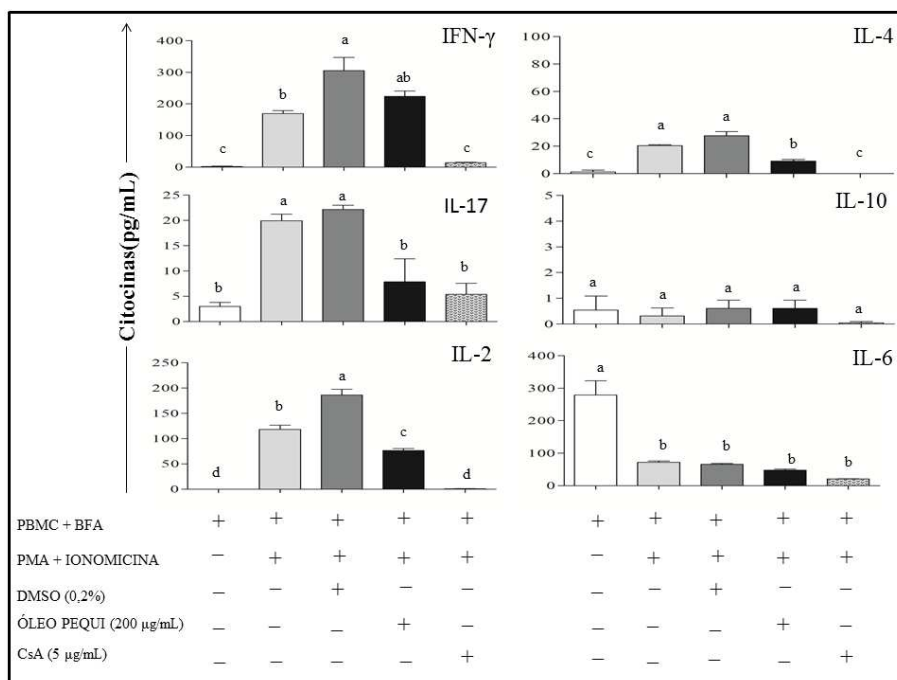 Citocinas(pg/mL)
IFN-γ
400
300
200
100
0
c
b
a
ab
c
IL-4
100
80
60
40
20
0
c
a
a
b
c
IL-17
25
20
15
10
5
0
b
a
a
b
b
IL-10
5
4
3
2
1
0
a
a
a
a
a
IL-2
250
200
150
100
50
0
d
b
a
c
d
IL-6
400
300
200
100
0
a
b
b
b
b
PBMC + BFA + + + + + + + + + +
PMA + IONOMICINA − + + + + − + + + +
DMSO (0,2%) − − + − − − − + − −
ÓLEO PEQUI (200 µg/mL) − − − + − − − − + −
CsA (5 µg/mL) − − − − + − − − − +